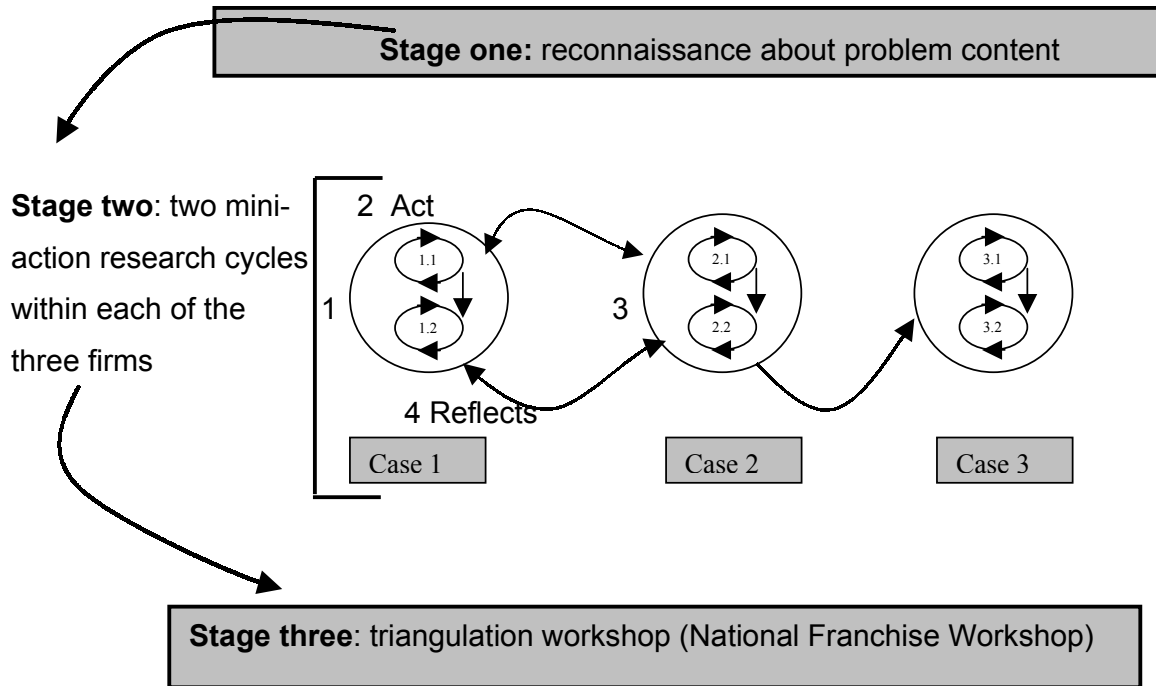 Stage one: reconnaissance about problem content
Stage two: two mini-
action research cycles
within each of the
three firms
2 Act
1
3
4 Reflects
1.1
1.2
2.1
2.2
3.1
3.2
Case 1
Case 2
Case 3
Stage three: triangulation workshop (National Franchise Workshop)